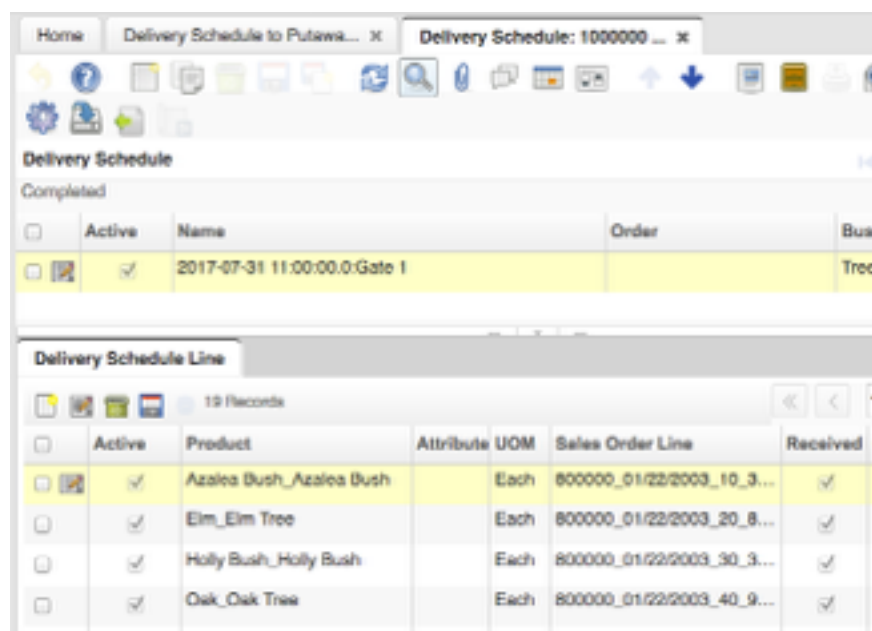 Home Delivery Schedule to Putawa... x Delivery Schedule: 1000000 ... x
Delivery Schedule
Completed
Active Name Order Bus
2017-07-31 11:00:00.0:Gate 1 Tree
Delivery Schedule Line
19 Records
Active Product Attribute UOM Sales Order Line Received
Azalea Bush_Azalea Bush Each 800000_01/22/2003_10_3...
Elm_Elm Tree Each 800000_01/22/2003_20_8...
Holly Bush_Holly Bush Each 800000_01/22/2003_30_3...
Oak_Oak Tree Each 800000_01/22/2003_40_9...